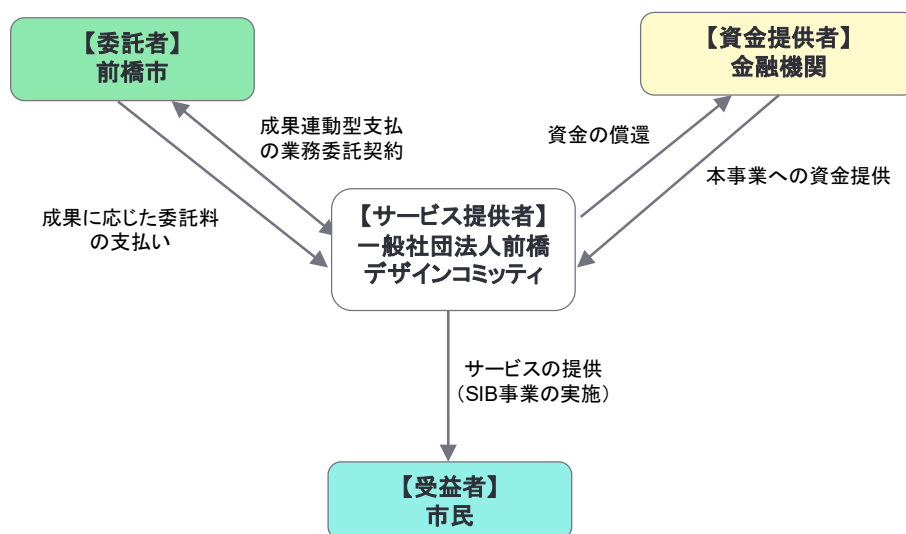 【委託者】
前橋市
【資金提供者】
金融機関
成果連動型支払
の業務委託契約
資金の償還
本事業への資金提供
成果に応じた委託料
の支払い
【サービス提供者】
一般社団法人前橋
デザインコミッティ
サービスの提供
（SIB事業の実施）
【受益者】
市民